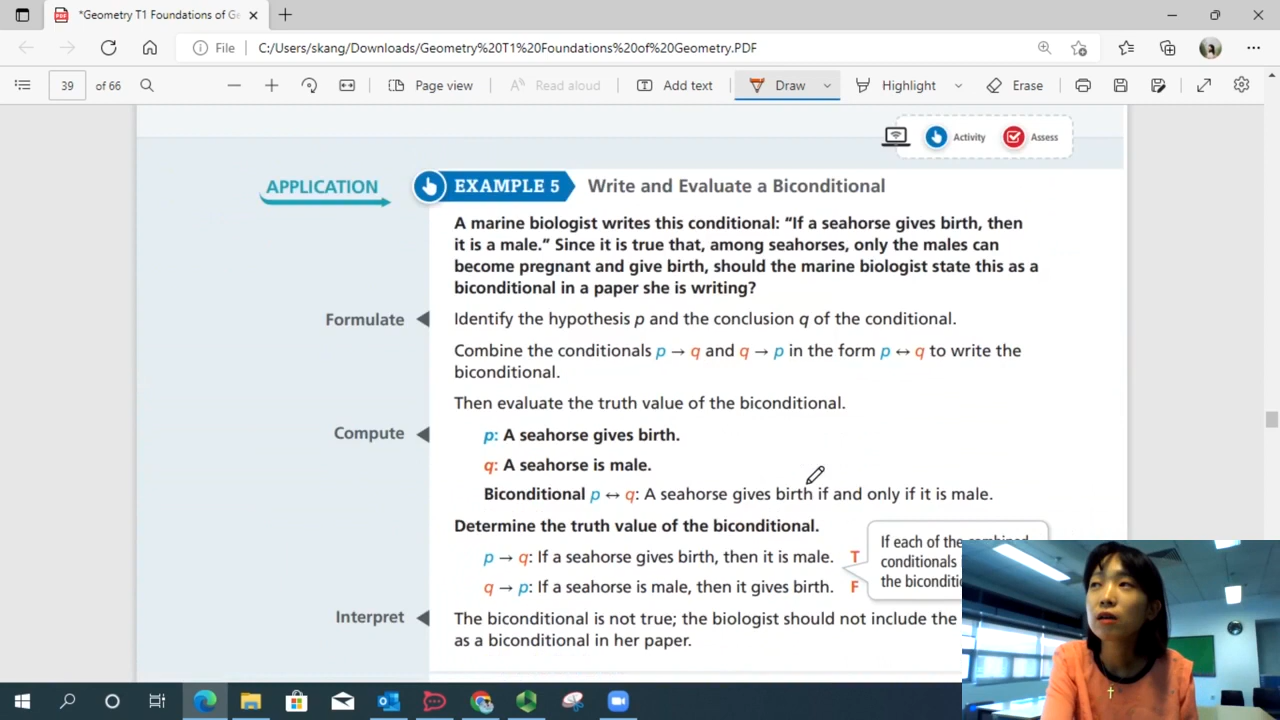 *Geometry T1 Foundations of Ge
File
C:/Users/skang/Downloads/Geometry%20T1%20Foundations%20of%20Geometry.PDF
39 of 66
Page view
Read aloud
Add text
Draw
Highlight
Erase
Activity
Assess
APPLICATION
EXAMPLE 5
Write and Evaluate a Biconditional
A marine biologist writes this conditional: “If a seahorse gives birth, then
it is a male.” Since it is true that, among seahorses, only the males can
become pregnant and give birth, should the marine biologist state this as a
biconditional in a paper she is writing?
Formulate
Identify the hypothesis p and the conclusion q of the conditional.
Combine the conditionals p → q and q → p in the form p ↔ q to write the
biconditional.
Then evaluate the truth value of the biconditional.
Compute
p: A seahorse gives birth.
q: A seahorse is male.
Biconditional p ↔ q: A seahorse gives birth if and only if it is male.
Determine the truth value of the biconditional.
p → q: If a seahorse gives birth, then it is male. T
q → p: If a seahorse is male, then it gives birth. F
If each of the
conditionals
the
Interpret
The biconditional is not true; the biologist should not include the
as a biconditional in her paper.